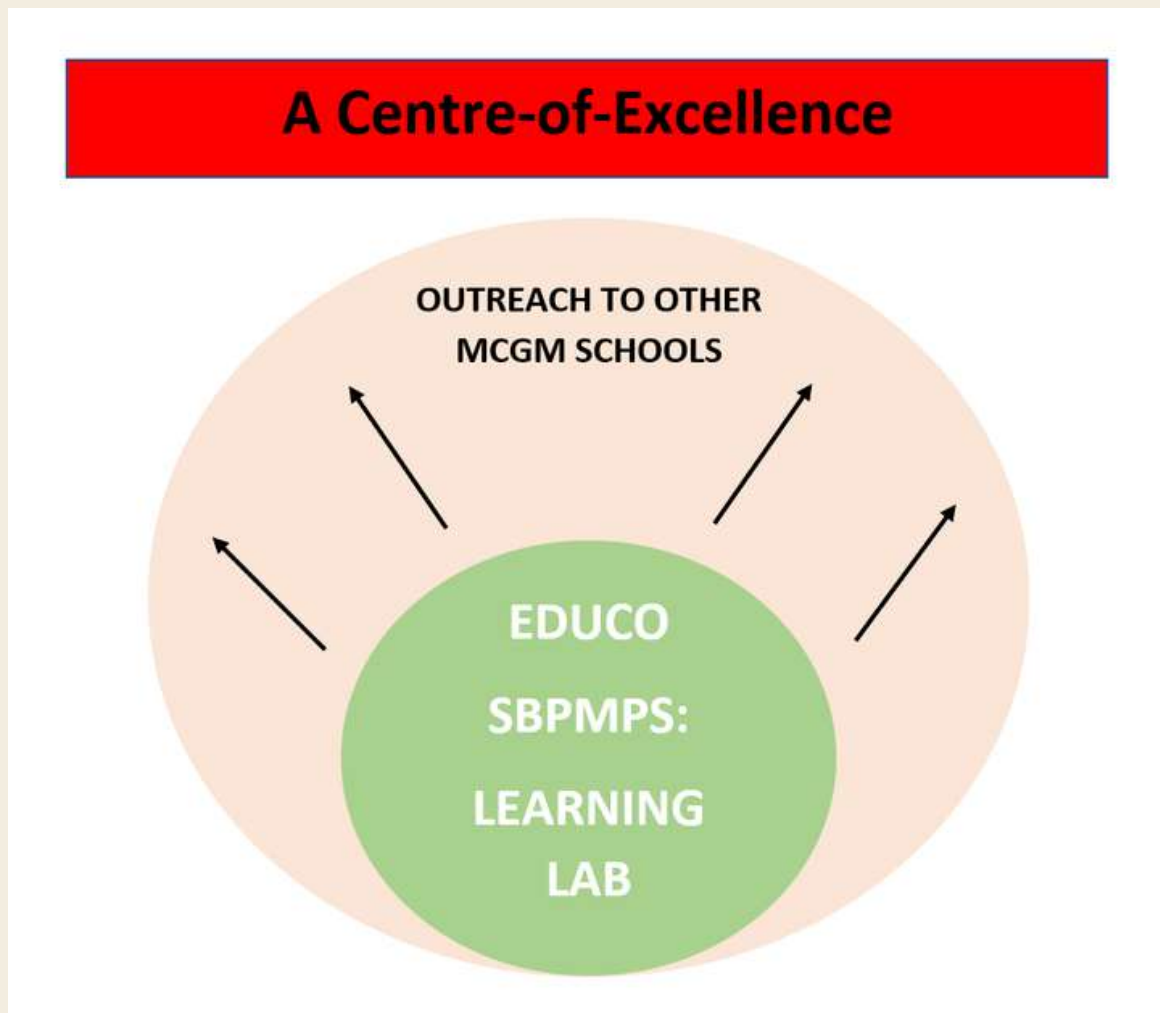 A Centre-of-Excellence
OUTREACH TO OTHER
MCGM SCHOOLS
EDUCO
SBPMPS:
LEARNING
LAB